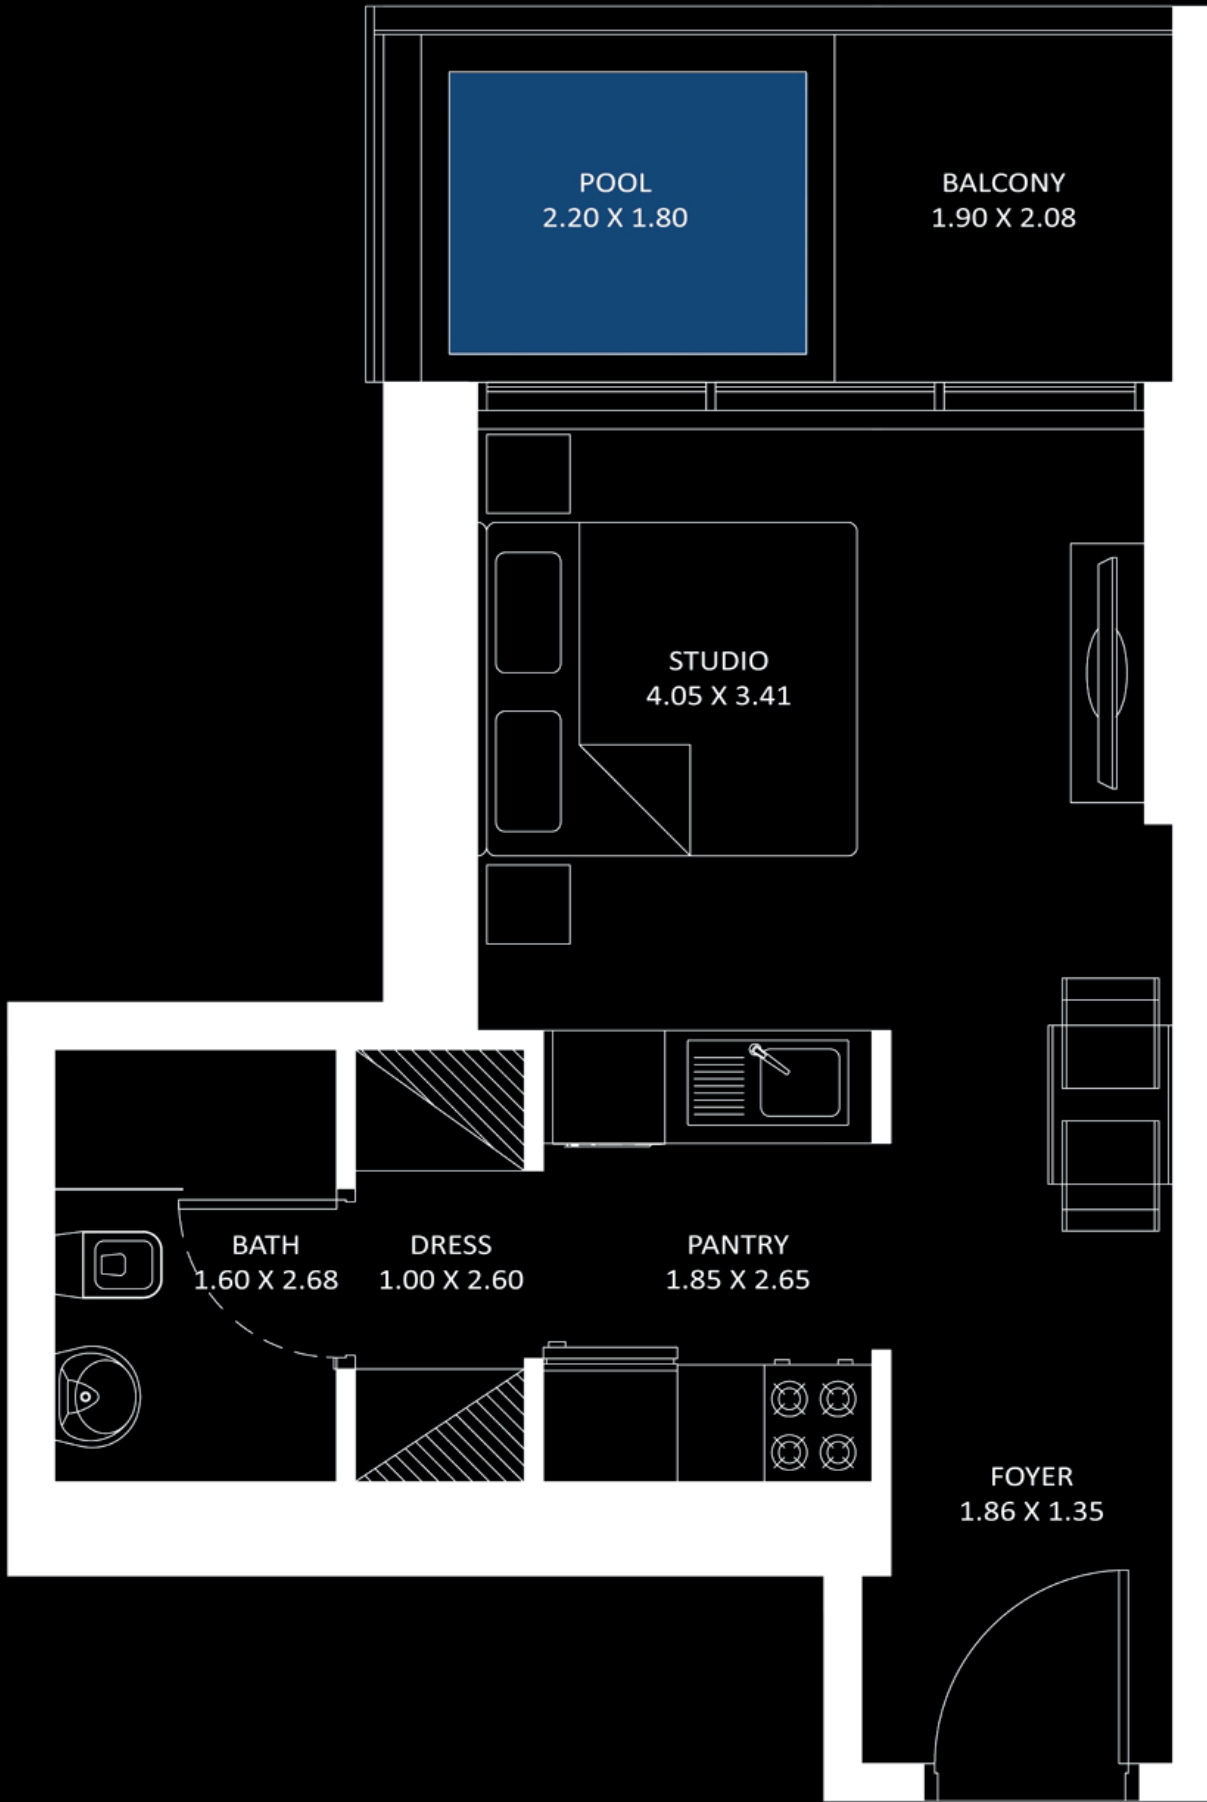 POOL
2.20 X 1.80
BALCONY
1.90 X 2.08
STUDIO
4.05 X 3.41
BATH
1.60 X 2.68
DRESS
1.00 X 2.60
PANTRY
1.85 X 2.65
FOYER
1.86 X 1.35